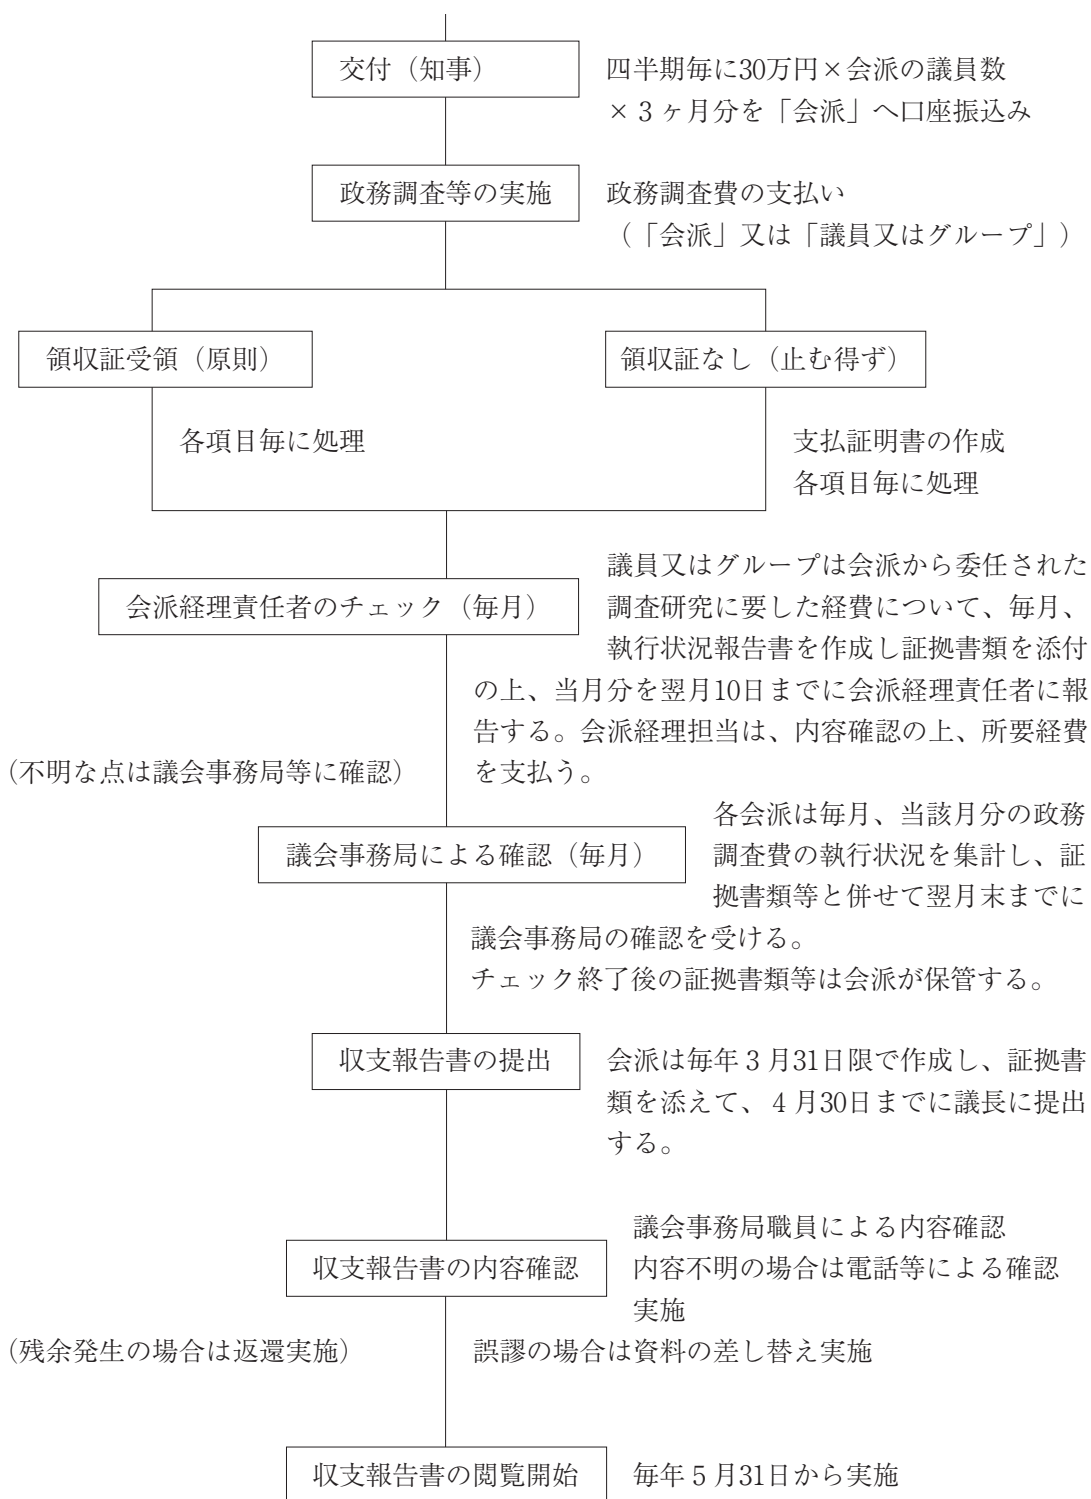 交付（知事）
四半期毎に30万円×会派の議員数
×３ヶ月分を「会派」へ口座振込み
政務調査等の実施
政務調査費の支払い
（「会派」又は「議員又はグループ」）
領収証受領（原則）
領収証なし（止む得ず）
各項目毎に処理
支払証明書の作成
各項目毎に処理
会派経理責任者のチェック（毎月）
議員又はグループは会派から委任された
調査研究に要した経費について、毎月、
執行状況報告書を作成し証拠書類を添付
の上、当月分を翌月10日までに会派経理責任者に報
告する。会派経理担当は、内容確認の上、所要経費
を支払う。
（不明な点は議会事務局等に確認）
議会事務局による確認（毎月）
各会派は毎月、当該月分の政務
調査費の執行状況を集計し、証
拠書類等と併せて翌月末までに
議会事務局の確認を受ける。
チェック終了後の証拠書類等は会派が保管する。
収支報告書の提出
会派は毎年３月31日限で作成し、証拠書
類を添えて、４月30日までに議長に提出
する。
収支報告書の内容確認
議会事務局職員による内容確認
内容不明の場合は電話等による確認
実施
（残余発生の場合は返還実施）
誤謬の場合は資料の差し替え実施
収支報告書の閲覧開始
毎年５月31日から実施